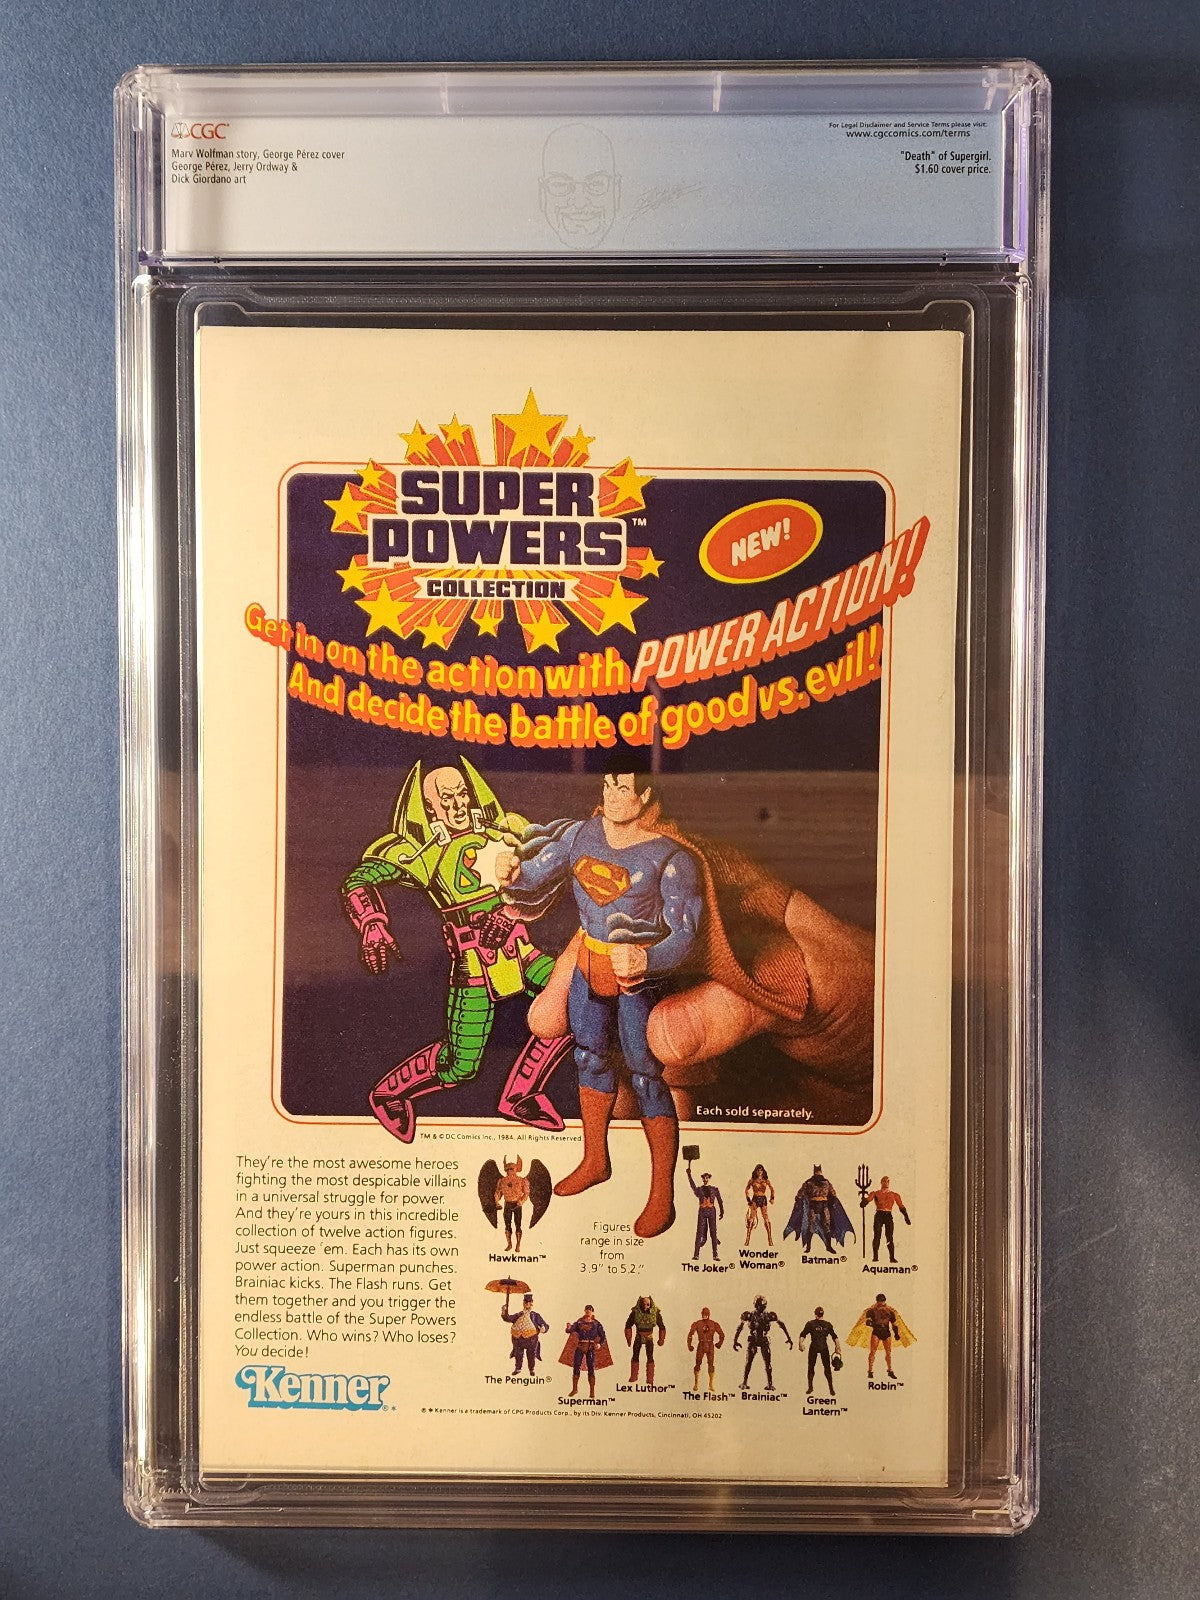 CGC
Marv Wolfman story, George Pérez cover
George Pérez, Jerry Ordway &
Dick Giordano art
For Legal Disclaimer and Service Terms please visit:
www.cgccomics.com/terms
"Death" of Supergirl.
$1.60 cover price.
SUPER
POWERS™
COLLECTION
NEW!
Get in on the action with POWER ACTION!
And decide the battle of good vs. evil!
Each sold separately.
TM & © DC Comics Inc., 1984. All Rights Reserved
They're the most awesome heroes
fighting the most despicable villains
in a universal struggle for power.
And they're yours in this incredible
collection of twelve action figures.
Just squeeze 'em. Each has its own
power action. Superman punches.
Brainiac kicks. The Flash runs. Get
them together and you trigger the
endless battle of the Super Powers
Collection. Who wins? Who loses?
You decide!
Kenner®*
Hawkman™
Figures
range in size
from
3.9" to 5.2."
The Joker®
Wonder
Woman®
Batman®
Aquaman®
The Penguin®
Superman™
Lex Luthor™
The Flash™
Brainiac™
Green
Lantern™
Robin™
® * Kenner is a trademark of CPG Products Corp., by its Div. Kenner Products, Cincinnati, OH 45202